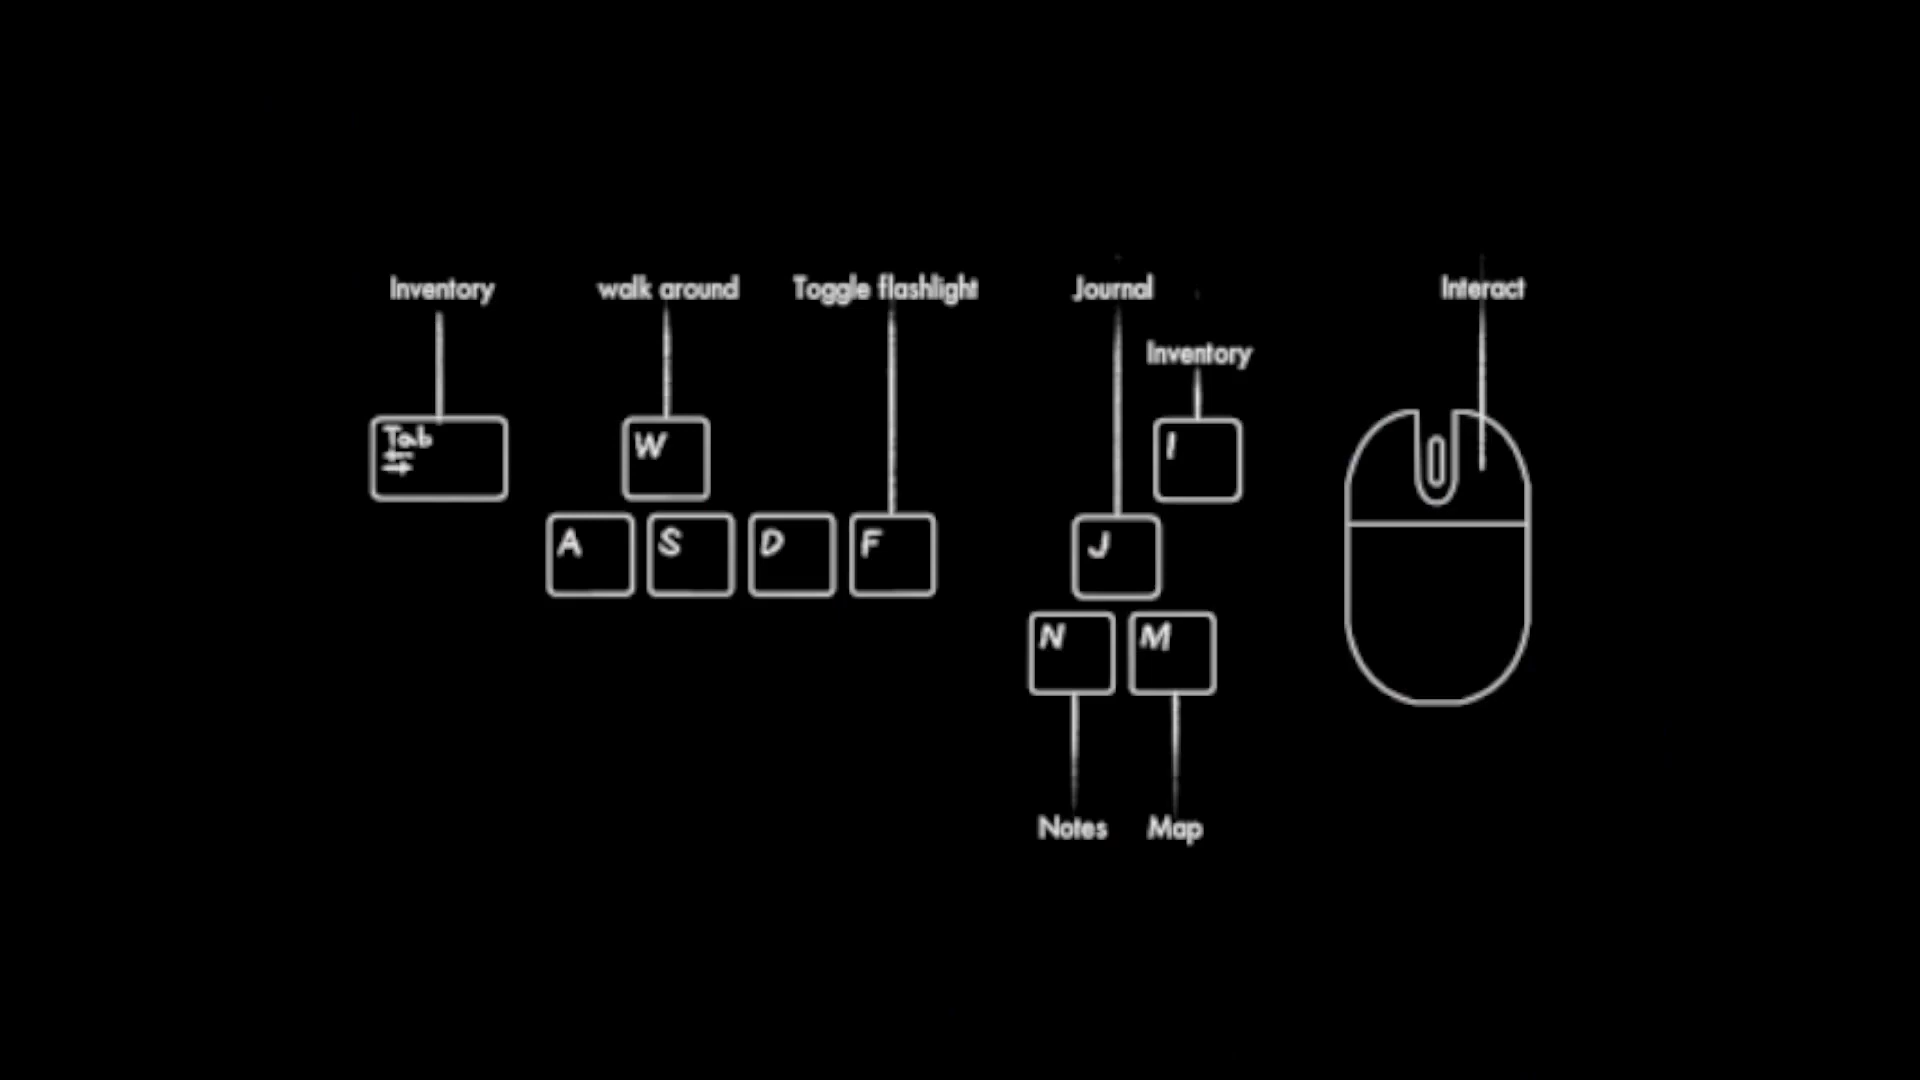 Inventory
walk around
Toggle flashlight
Journal
Interact
Inventory
Tab
W
I
A S D F
J
N M
Notes
Map